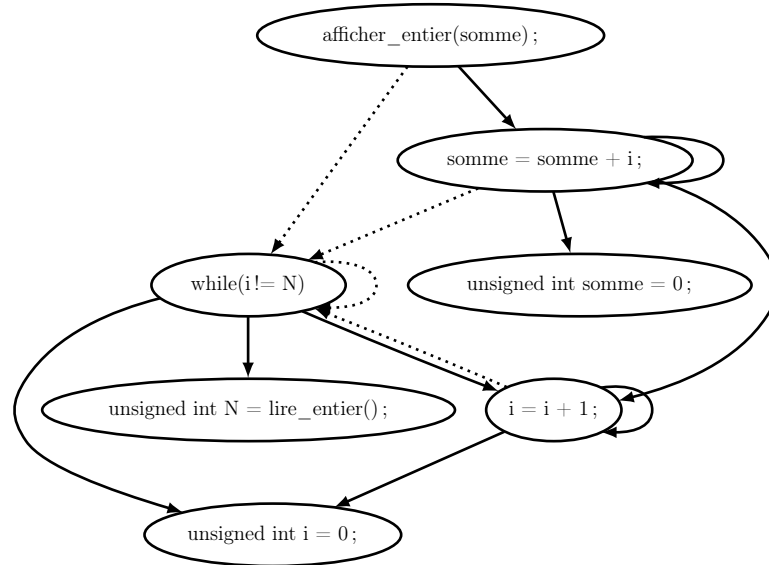 afficher_entier(somme) ;
somme = somme + i ;
while(i != N)
unsigned int somme = 0 ;
unsigned int N = lire_entier() ;
i = i + 1 ;
unsigned int i = 0 ;